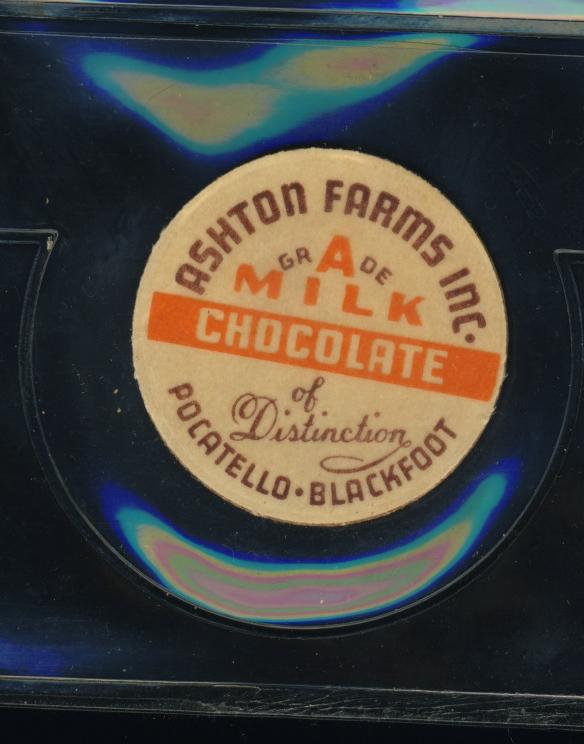 ASHTON FARMS INC.
GRADE
MILK
CHOCOLATE
of
Distinction
POCATELLO • BLACKFOOT